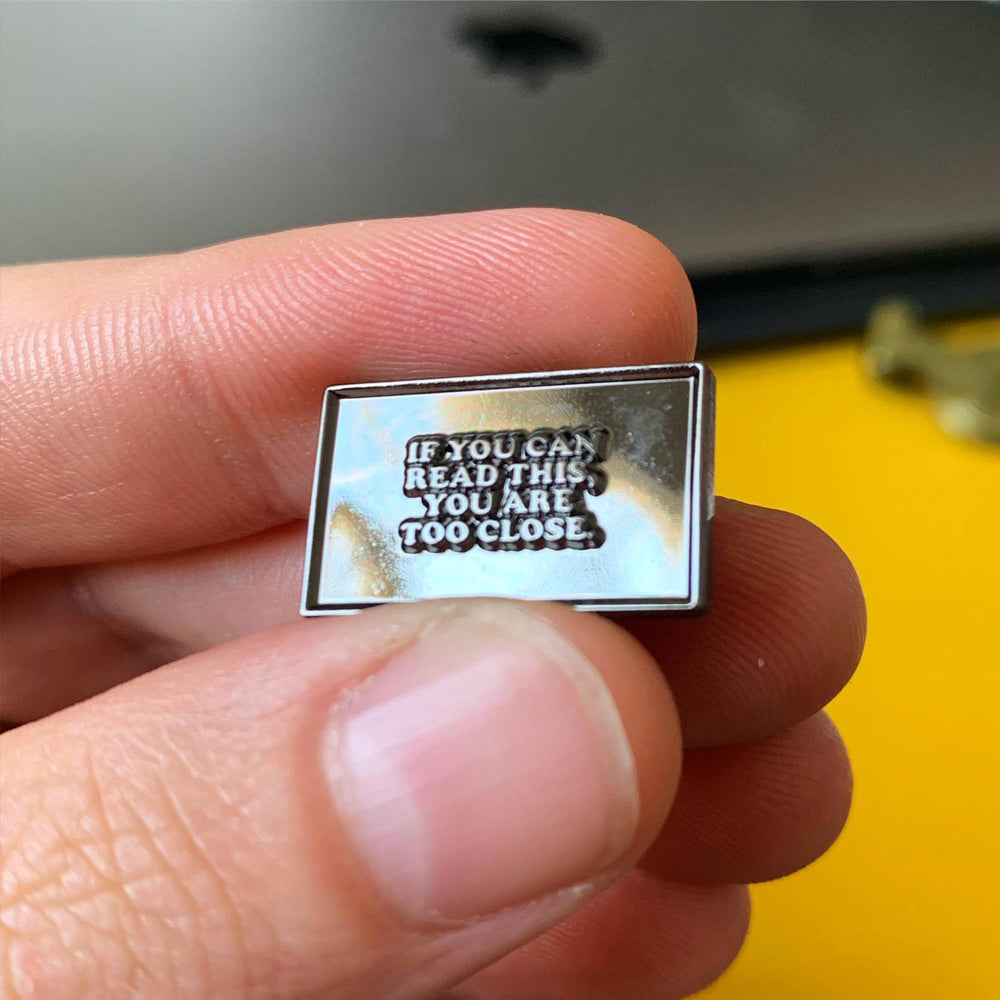 IF YOU CAN
READ THIS,
YOU ARE
TOO CLOSE.